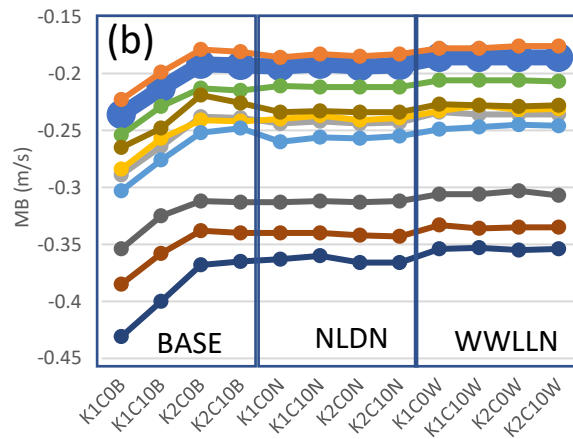 (b)
MB (m/s)
-0.15
-0.2
-0.25
-0.3
-0.35
-0.4
-0.45
BASE NLDN WWLLN
K1C0B K1C10B K2C0B K2C10B K1C0N K1C10N K2C0N K2C10N K1C0W K1C10W K2C0W K2C10W